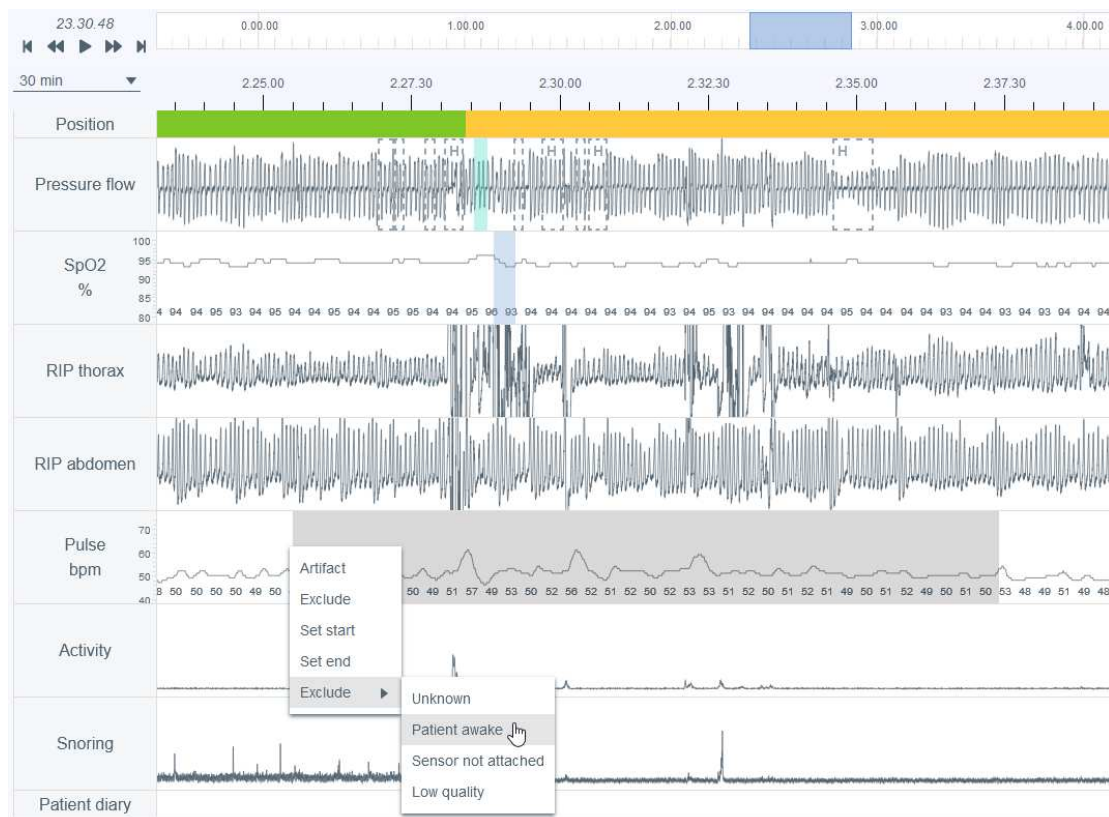 23.30.48
0.00.00 1.00.00 2.00.00 3.00.00 4.00.00
30 min
2.25.00 2.27.30 2.30.00 2.32.30 2.35.00 2.37.30
Position
Pressure flow
H H H H
SpO2
%
100
95
90
85
80
4 94 94 95 93 94 94 95 94 94 95 94 94 95 94 94 95 96 93 94 94 94 94 94 94 94 94 94 95 93 94 94 94 94 94 95 94 94 94 94 93 94 94 94 93 94 94 94
RIP thorax
RIP abdomen
Pulse
bpm
70
60
50
40
8 50 50 50 50 49 50 50 49 51 57 49 53 50 52 56 52 51 52 51 52 53 53 51 52 51 51 49 50 51 52 49 50 51 50 53 48 49 51 49 48
Activity
Snoring
Patient diary
Artifact
Exclude
Set start
Set end
Exclude
Unknown
Patient awake
Sensor not attached
Low quality